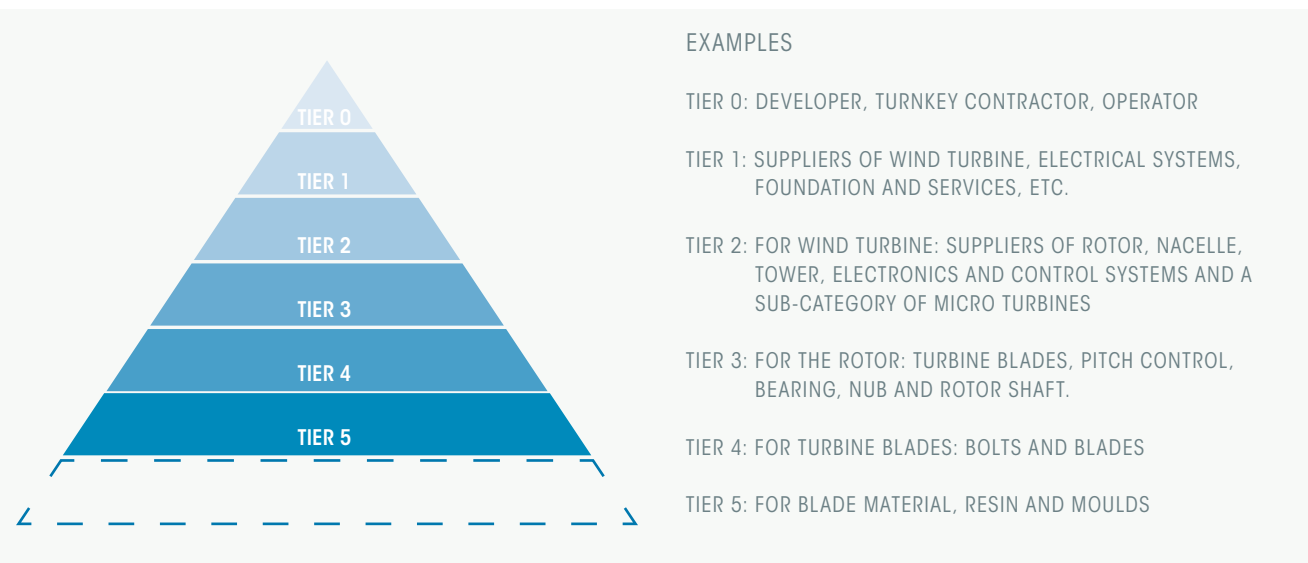 TIER 0
TIER 1
TIER 2
TIER 3
TIER 4
TIER 5
EXAMPLES
TIER 0: DEVELOPER, TURNKEY CONTRACTOR, OPERATOR
TIER 1: SUPPLIERS OF WIND TURBINE, ELECTRICAL SYSTEMS,
FOUNDATION AND SERVICES, ETC.
TIER 2: FOR WIND TURBINE: SUPPLIERS OF ROTOR, NACELLE,
TOWER, ELECTRONICS AND CONTROL SYSTEMS AND A
SUB-CATEGORY OF MICRO TURBINES
TIER 3: FOR THE ROTOR: TURBINE BLADES, PITCH CONTROL,
BEARING, NUB AND ROTOR SHAFT.
TIER 4: FOR TURBINE BLADES: BOLTS AND BLADES
TIER 5: FOR BLADE MATERIAL, RESIN AND MOULDS